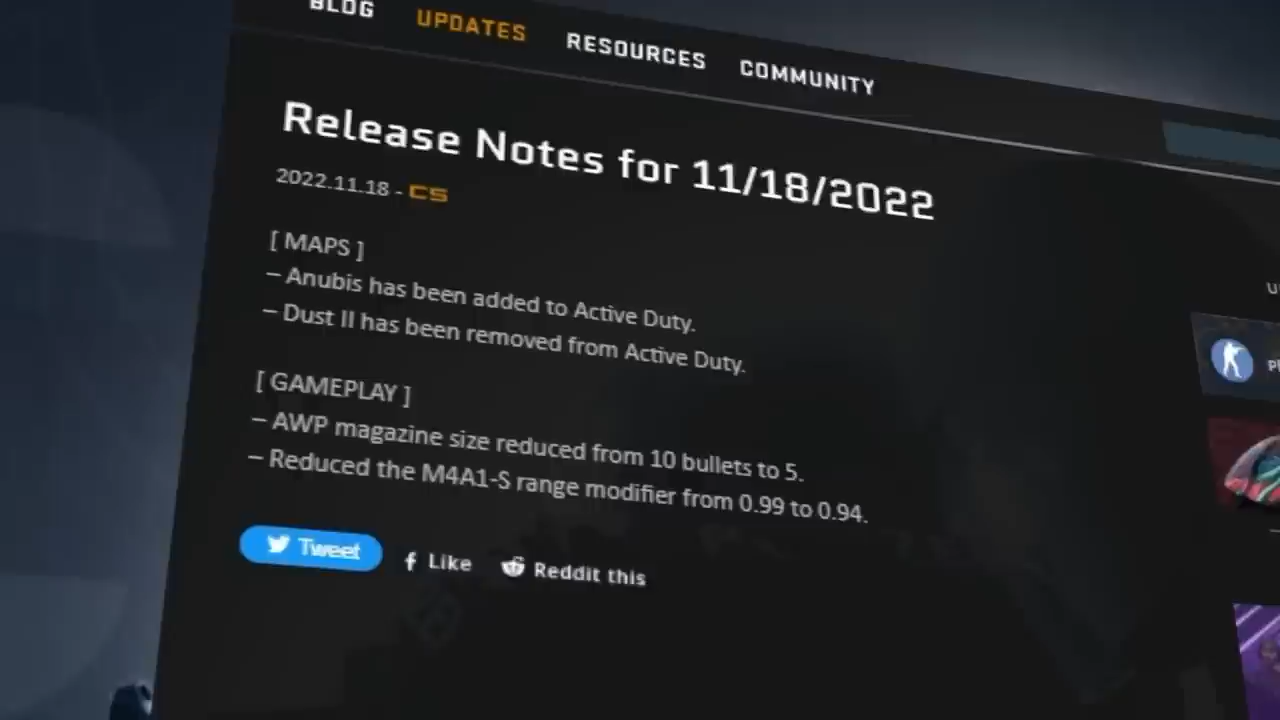 BLOG UPDATES RESOURCES COMMUNITY
Release Notes for 11/18/2022
2022.11.18 - CS
[ MAPS ]
– Anubis has been added to Active Duty.
– Dust II has been removed from Active Duty.
[ GAMEPLAY ]
– AWP magazine size reduced from 10 bullets to 5.
– Reduced the M4A1-S range modifier from 0.99 to 0.94.
Tweet Like Reddit this